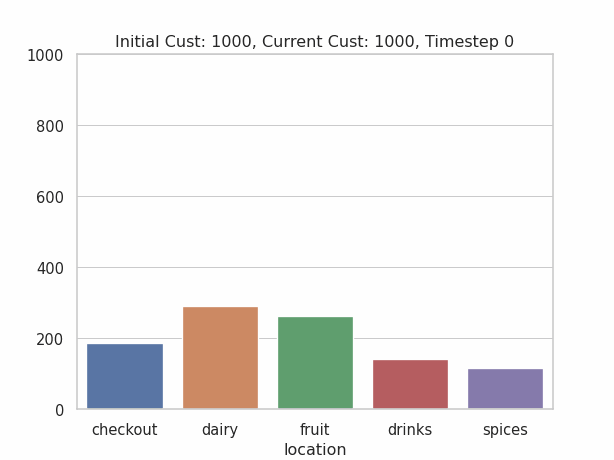 Initial Cust: 1000, Current Cust: 1000, Timestep 0
1000
800
600
400
200
0
checkout dairy fruit drinks spices
location